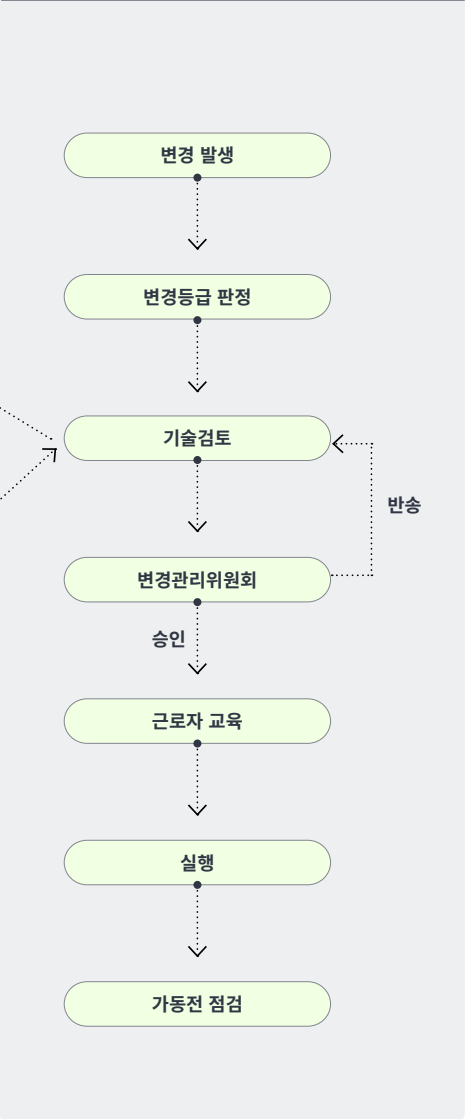 변경 발생
변경등급 판정
기술검토
반송
변경관리위원회
승인
근로자 교육
실행
가동전 점검